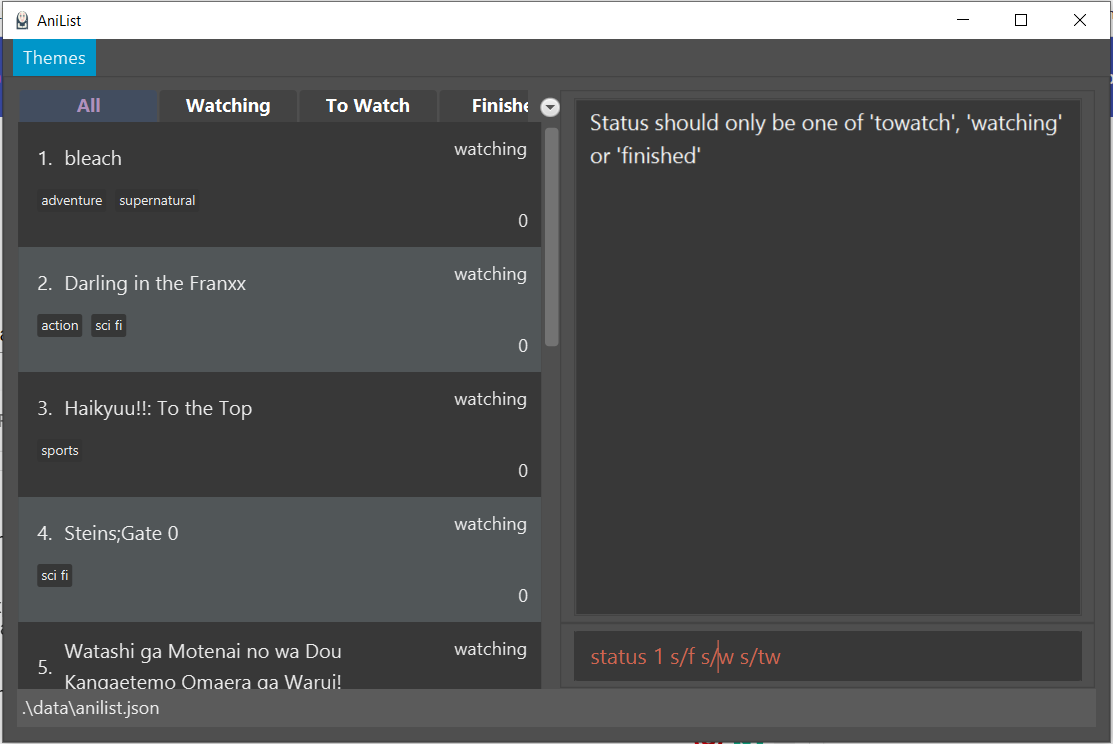 AniList
Themes
All Watching To Watch Finishe
1. bleach watching
adventure supernatural
0
2. Darling in the Franxx watching
action sci fi
0
3. Haikyuu!!: To the Top watching
sports
0
4. Steins;Gate 0 watching
sci fi
0
5. Watashi ga Motenai no wa Dou watching
Kangaetemo Omaera ga Warui!
Status should only be one of 'towatch', 'watching'
or 'finished'
status 1 s/f s/w s/tw
.\data\anilist.json